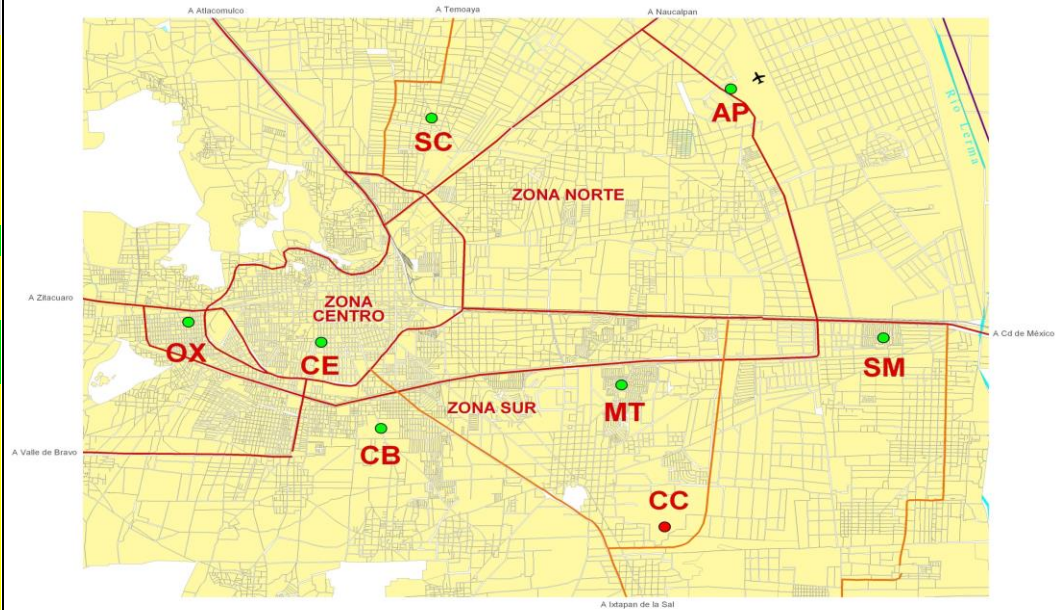 A Atlacomulco
A Temoaya
A Naucalpan
AP
Río Lerma
SC
ZONA NORTE
A Zitacuaro
ZONA
CENTRO
A Cd de México
OX
CE
SM
ZONA SUR
MT
CB
A Valle de Bravo
CC
A Ixtapan de la Sal